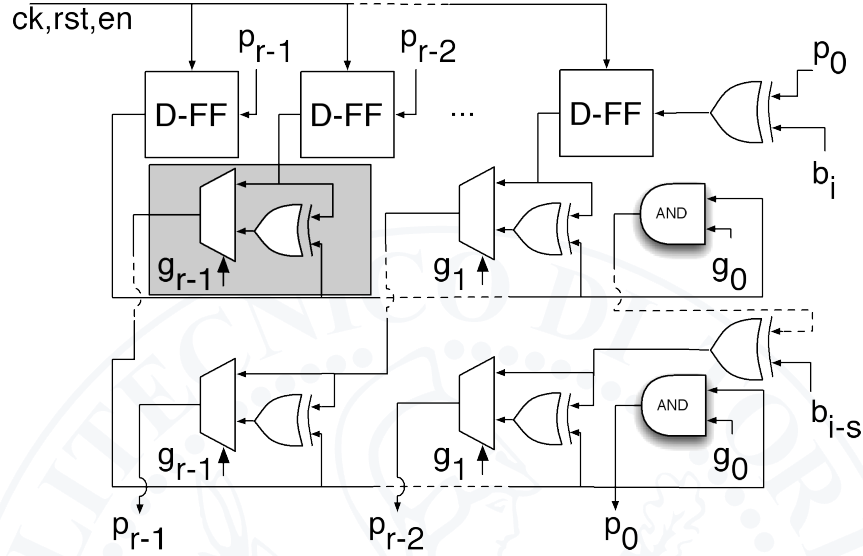 ck,rst,en
p_{r-1} p_{r-2} p_0
D-FF D-FF ... D-FF
b_i
AND
g_{r-1} g_1 g_0
AND
b_{i-s}
g_{r-1} g_1 g_0
p_{r-1} p_{r-2} p_0